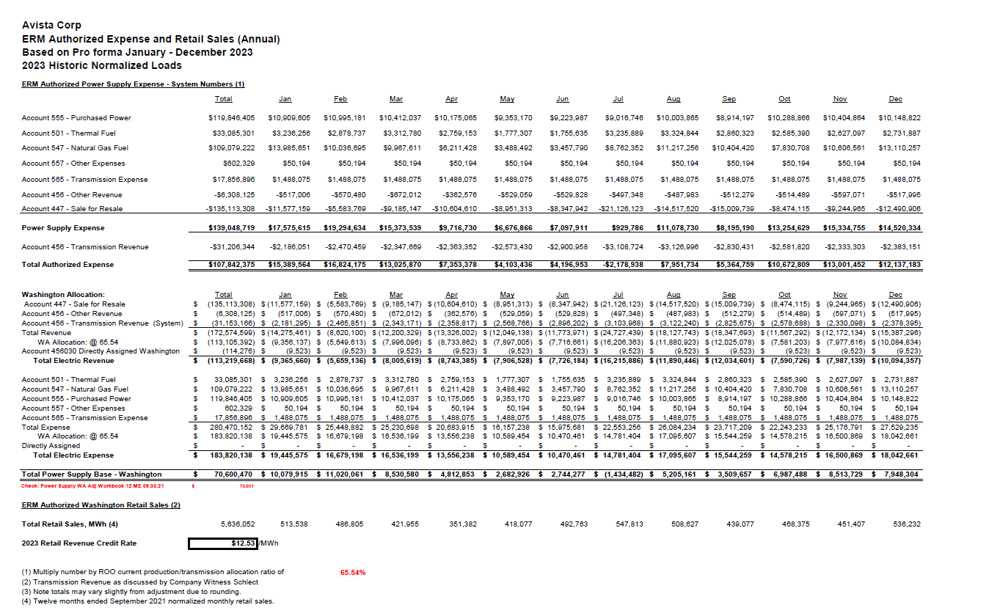 Avista Corp
ERM Authorized Expense and Retail Sales (Annual)
Based on Pro forma January - December 2023
2023 Historic Normalized Loads
ERM Authorized Power Supply Expense - System Numbers (1)
Total Jan Feb Mar Apr May Jun Jul Aug Sep Oct Nov Dec
Account 555 - Purchased Power $119,846,405 $10,909,605 $10,995,181 $10,412,037 $10,175,065 $9,353,170 $9,223,987 $9,016,746 $10,003,865 $8,914,197 $10,288,866 $10,404,864 $10,148,822
Account 501 - Thermal Fuel $33,085,301 $3,236,256 $2,878,737 $3,312,780 $2,759,153 $1,777,307 $1,755,635 $3,235,889 $3,324,844 $2,860,323 $2,585,390 $2,627,097 $2,731,887
Account 547 - Natural Gas Fuel $109,079,222 $13,985,651 $10,036,695 $9,967,611 $6,211,428 $3,488,492 $3,457,790 $8,762,352 $11,217,256 $10,404,420 $7,830,708 $10,606,561 $13,110,257
Account 557 - Other Expenses $602,329 $50,194 $50,194 $50,194 $50,194 $50,194 $50,194 $50,194 $50,194 $50,194 $50,194 $50,194 $50,194
Account 565 - Transmission Expense $17,856,896 $1,488,075 $1,488,075 $1,488,075 $1,488,075 $1,488,075 $1,488,075 $1,488,075 $1,488,075 $1,488,075 $1,488,075 $1,488,075 $1,488,075
Account 456 - Other Revenue -$6,308,125 -$517,006 -$570,480 -$672,012 -$362,576 -$529,059 -$529,828 -$497,348 -$487,983 -$512,279 -$514,489 -$597,071 -$517,995
Account 447 - Sale for Resale -$135,113,308 -$11,577,159 -$5,583,769 -$9,185,147 -$10,604,610 -$8,951,313 -$8,347,942 -$21,126,123 -$14,517,520 -$15,009,739 -$8,474,115 -$9,244,965 -$12,490,906
Power Supply Expense $139,048,719 $17,575,615 $19,294,634 $15,373,539 $9,716,730 $6,676,866 $7,097,911 $929,786 $11,078,730 $8,195,190 $13,254,629 $15,334,755 $14,520,334
Account 456 - Transmission Revenue -$31,206,344 -$2,186,051 -$2,470,459 -$2,347,669 -$2,363,352 -$2,573,430 -$2,900,958 -$3,108,724 -$3,126,996 -$2,830,431 -$2,581,820 -$2,333,303 -$2,383,151
Total Authorized Expense $107,842,375 $15,389,564 $16,824,175 $13,025,870 $7,353,378 $4,103,436 $4,196,953 -$2,178,938 $7,951,734 $5,364,759 $10,672,809 $13,001,452 $12,137,183
Washington Allocation: Total Jan Feb Mar Apr May Jun Jul Aug Sep Oct Nov Dec
Account 447 - Sale for Resale $ (135,113,308) $ (11,577,159) $ (5,583,769) $ (9,185,147) $ (10,604,610) $ (8,951,313) $ (8,347,942) $ (21,126,123) $ (14,517,520) $ (15,009,739) $ (8,474,115) $ (9,244,965) $ (12,490,906)
Account 456 - Other Revenue $ (6,308,125) $ (517,006) $ (570,480) $ (672,012) $ (362,576) $ (529,059) $ (529,828) $ (497,348) $ (487,983) $ (512,279) $ (514,489) $ (597,071) $ (517,995)
Account 456 - Transmission Revenue (System) $ (31,153,166) $ (2,181,295) $ (2,465,851) $ (2,343,171) $ (2,358,817) $ (2,568,766) $ (2,896,202) $ (3,103,968) $ (3,122,240) $ (2,825,675) $ (2,578,688) $ (2,330,098) $ (2,378,395)
Total Revenue $ (172,574,599) $ (14,275,461) $ (8,620,100) $ (12,200,329) $ (13,326,002) $ (12,049,138) $ (11,773,971) $ (24,727,439) $ (18,127,743) $ (18,347,693) $ (11,567,292) $ (12,172,134) $ (15,387,296)
WA Allocation: @ 65.54 $ (113,105,392) $ (9,356,137) $ (5,649,613) $ (7,996,096) $ (8,733,862) $ (7,897,005) $ (7,716,661) $ (16,206,363) $ (11,880,923) $ (12,025,078) $ (7,581,203) $ (7,977,616) $ (10,084,834)
Account 456030 Directly Assigned Washington $ (114,276) $ (9,523) $ (9,523) $ (9,523) $ (9,523) $ (9,523) $ (9,523) $ (9,523) $ (9,523) $ (9,523) $ (9,523) $ (9,523) $ (9,523)
Total Electric Revenue $ (113,219,668) $ (9,365,660) $ (5,659,136) $ (8,005,619) $ (8,743,385) $ (7,906,528) $ (7,726,184) $ (16,215,886) $ (11,890,446) $ (12,034,601) $ (7,590,726) $ (7,987,139) $ (10,094,357)
Account 501 - Thermal Fuel $ 33,085,301 $ 3,236,256 $ 2,878,737 $ 3,312,780 $ 2,759,153 $ 1,777,307 $ 1,755,635 $ 3,235,889 $ 3,324,844 $ 2,860,323 $ 2,585,390 $ 2,627,097 $ 2,731,887
Account 547 - Natural Gas Fuel $ 109,079,222 $ 13,985,651 $ 10,036,695 $ 9,967,611 $ 6,211,428 $ 3,488,492 $ 3,457,790 $ 8,762,352 $ 11,217,256 $ 10,404,420 $ 7,830,708 $ 10,606,561 $ 13,110,257
Account 555 - Purchased Power $ 119,846,405 $ 10,909,605 $ 10,995,181 $ 10,412,037 $ 10,175,065 $ 9,353,170 $ 9,223,987 $ 9,016,746 $ 10,003,865 $ 8,914,197 $ 10,288,866 $ 10,404,864 $ 10,148,822
Account 557 - Other Expenses $ 602,329 $ 50,194 $ 50,194 $ 50,194 $ 50,194 $ 50,194 $ 50,194 $ 50,194 $ 50,194 $ 50,194 $ 50,194 $ 50,194 $ 50,194
Account 565 - Transmission Expense $ 17,856,896 $ 1,488,075 $ 1,488,075 $ 1,488,075 $ 1,488,075 $ 1,488,075 $ 1,488,075 $ 1,488,075 $ 1,488,075 $ 1,488,075 $ 1,488,075 $ 1,488,075 $ 1,488,075
Total Expense $ 280,470,152 $ 29,669,781 $ 25,448,882 $ 25,230,698 $ 20,683,915 $ 16,157,238 $ 15,975,681 $ 22,553,256 $ 26,084,234 $ 23,717,209 $ 22,243,233 $ 25,176,791 $ 27,529,235
WA Allocation: @ 65.54 $ 183,820,138 $ 19,445,575 $ 16,679,198 $ 16,536,199 $ 13,556,238 $ 10,589,454 $ 10,470,461 $ 14,781,404 $ 17,095,607 $ 15,544,259 $ 14,578,215 $ 16,500,869 $ 18,042,661
Directly Assigned $ - $ - $ - $ - $ - $ - $ - $ - $ - $ - $ - $ - $ -
Total Electric Expense $ 183,820,138 $ 19,445,575 $ 16,679,198 $ 16,536,199 $ 13,556,238 $ 10,589,454 $ 10,470,461 $ 14,781,404 $ 17,095,607 $ 15,544,259 $ 14,578,215 $ 16,500,869 $ 18,042,661
Total Power Supply Base - Washington $ 70,600,470 $ 10,079,915 $ 11,020,061 $ 8,530,580 $ 4,812,853 $ 2,682,926 $ 2,744,277 $ (1,434,482) $ 5,205,161 $ 3,509,657 $ 6,987,488 $ 8,513,729 $ 7,948,304
Check: Power Supply WA Adj Workbook 12 ME 09.30.21 $ 70,601
ERM Authorized Washington Retail Sales (2)
Total Retail Sales, MWh (4) 5,636,052 513,538 486,805 421,955 351,382 418,077 492,763 547,813 508,627 439,077 468,375 451,407 536,232
2023 Retail Revenue Credit Rate $12.53 /MWh
(1) Multiply number by ROO current production/transmission allocation ratio of 65.54%
(2) Transmission Revenue as discussed by Company Witness Schlect
(3) Note totals may vary slightly from adjustment due to rounding.
(4) Twelve months ended September 2021 normalized monthly retail sales.